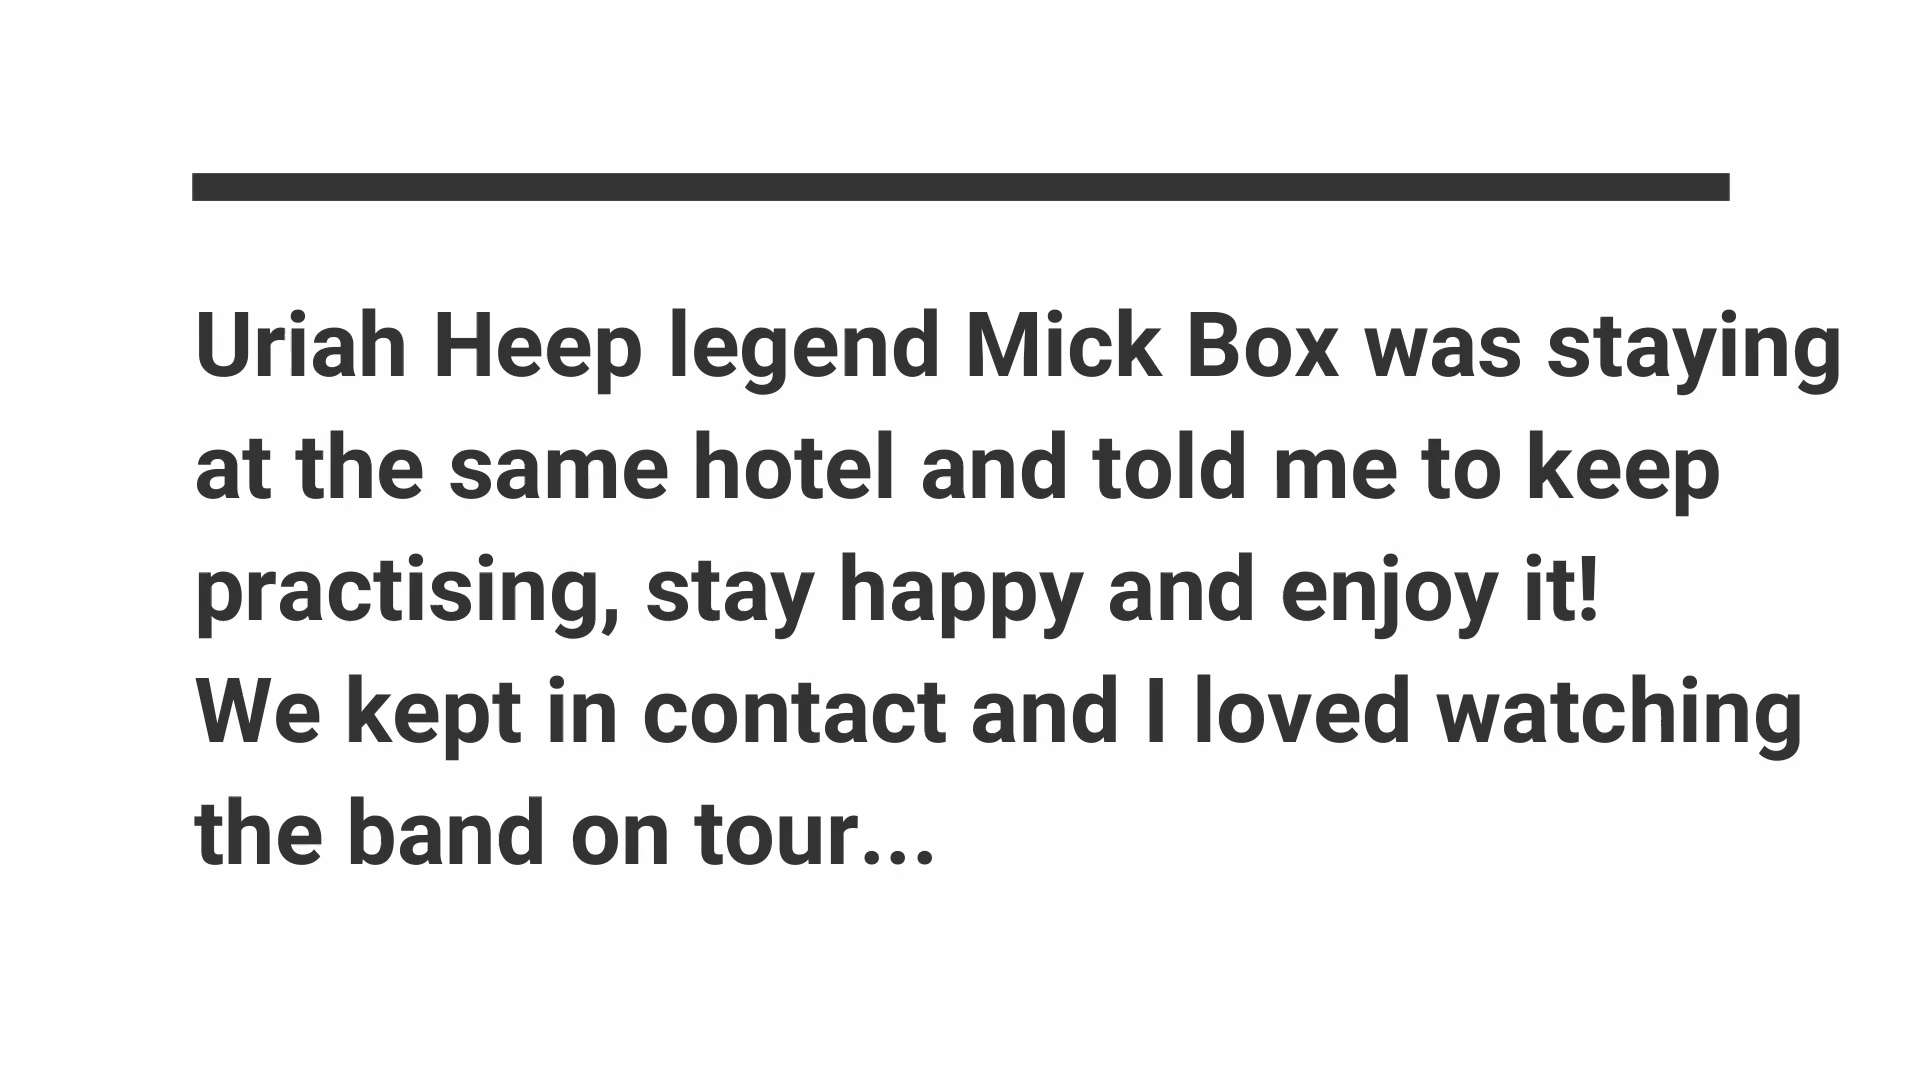 Uriah Heep legend Mick Box was staying
at the same hotel and told me to keep
practising, stay happy and enjoy it!
We kept in contact and I loved watching
the band on tour...